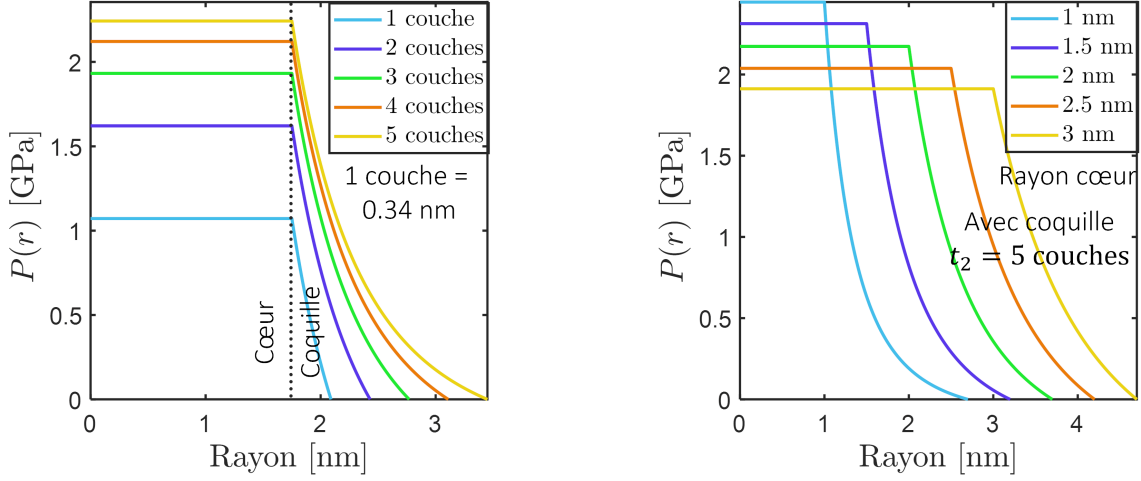 P(r) [GPa]
2
1.5
1
0.5
0
1 couche
2 couches
3 couches
4 couches
5 couches
1 couche =
0.34 nm
Cœur
Coquille
0
1
2
3
Rayon [nm]
P(r) [GPa]
2
1.5
1
0.5
0
1 nm
1.5 nm
2 nm
2.5 nm
3 nm
Rayon cœur
Avec coquille
t₂ = 5 couches
0
1
2
3
4
Rayon [nm]